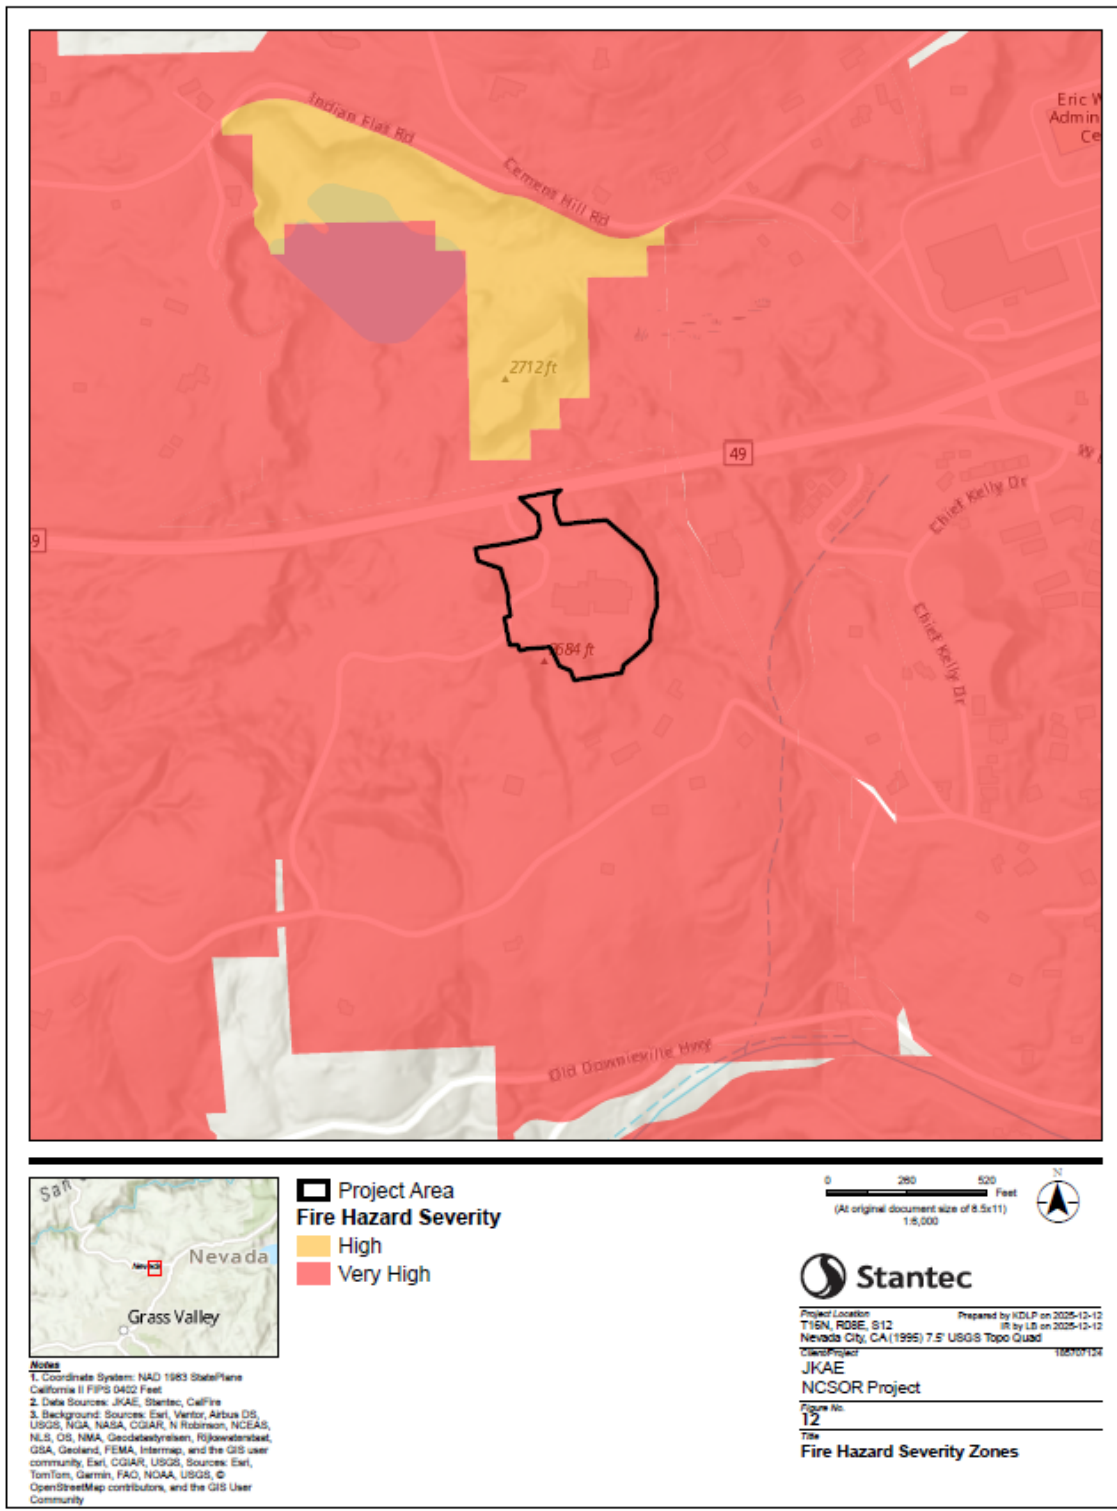 Indian Flat Rd
Cement Hill Rd
Eric W
Admin
Ce
2712 ft
49
W
9
Chief Kelly Dr
Chief Kelly Dr
684 ft
Old Downieville Hwy
San
Nevada
Grass Valley
Project Area
Fire Hazard Severity
High
Very High
0 260 520
Feet
(At original document size of 8.5x11)
1:6,000
N
Stantec
Project Location
T16N, R08E, S12
Nevada City, CA (1995) 7.5' USGS Topo Quad
Prepared by KDLP on 2025-12-12
IR by LB on 2025-12-12
Client/Project 185707124
JKAE
NCSOR Project
Figure No.
12
Title
Fire Hazard Severity Zones
Notes
1. Coordinate System: NAD 1983 StatePlane
California II FIPS 0402 Feet
2. Data Sources: JKAE, Stantec, CalFire
3. Background: Sources: Esri, Vantor, Airbus DS,
USGS, NGA, NASA, CGIAR, N Robinson, NCEAS,
NLS, OS, NMA, Geodatastyrelsen, Rijkswaterstaat,
GSA, Geoland, FEMA, Intermap, and the GIS user
community, Esri, CGIAR, USGS, Sources: Esri,
TomTom, Garmin, FAO, NOAA, USGS, ©
OpenStreetMap contributors, and the GIS User
Community